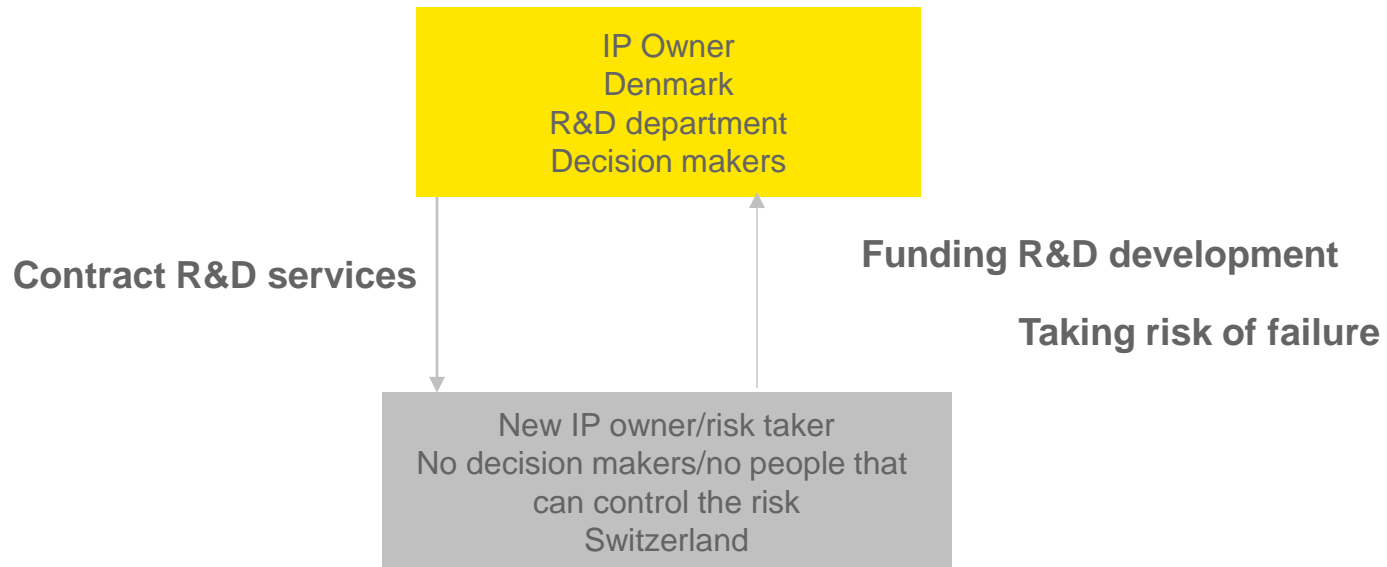 IP Owner
Denmark
R&D department
Decision makers
Contract R&D services
Funding R&D development
Taking risk of failure
New IP owner/risk taker
No decision makers/no people that
can control the risk
Switzerland